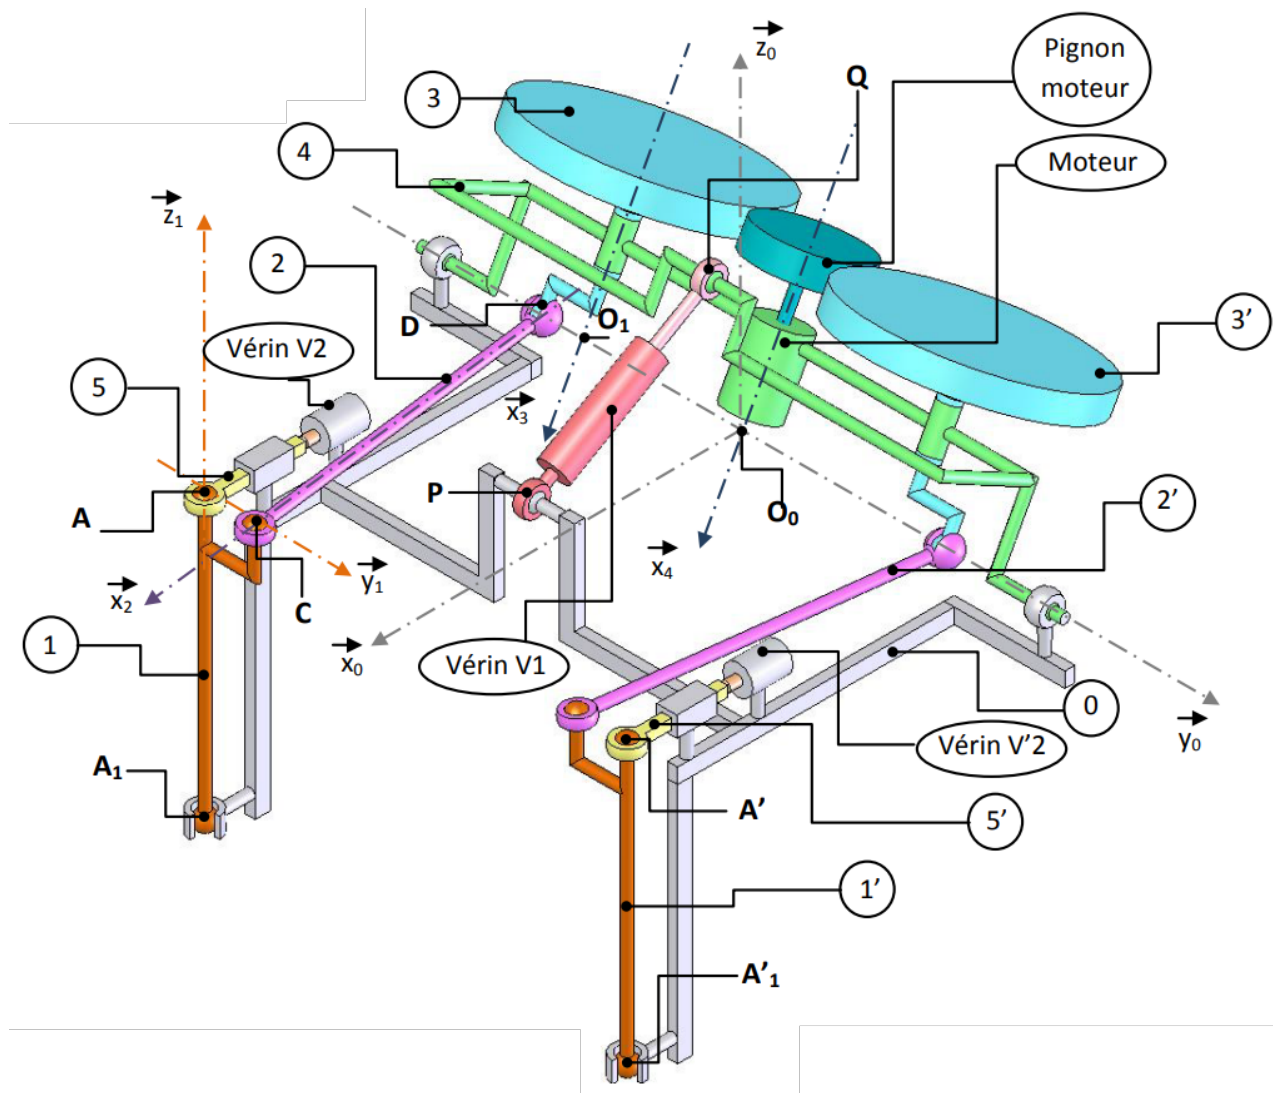 z₀
Pignon
moteur
Q
3
Moteur
4
z₁
2
3’
D
O₁
Vérin V2
5
x₃
P
A
O₀
2’
x₄
x₂
y₁
C
1
x₀
Vérin V1
0
y₀
Vérin V’2
A₁
A’
5’
1’
A’₁